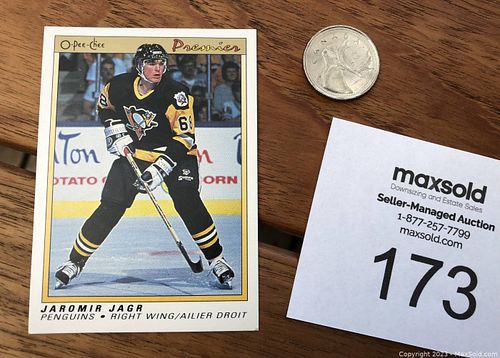 O-Pee-Chee Premier
68
Ton
OTATO C
ORN
JAROMIR JAGR
PENGUINS • RIGHT WING/AILIER DROIT
maxsold
Downsizing and Estate Sales
Seller-Managed Auction
1-877-257-7799
maxsold.com
173
Copyright 2023 - MaxSold.com